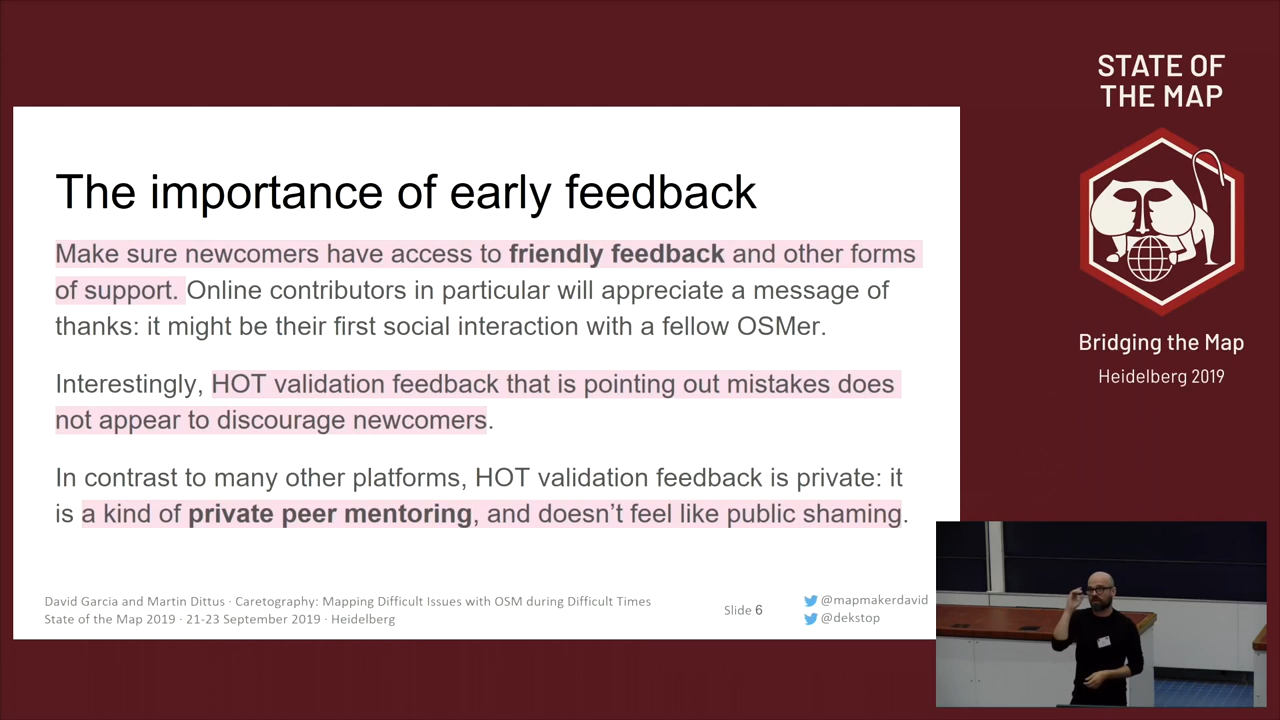 STATE OF
THE MAP
The importance of early feedback
Make sure newcomers have access to friendly feedback and other forms
of support. Online contributors in particular will appreciate a message of
thanks: it might be their first social interaction with a fellow OSMer.
Interestingly, HOT validation feedback that is pointing out mistakes does
not appear to discourage newcomers.
In contrast to many other platforms, HOT validation feedback is private: it
is a kind of private peer mentoring, and doesn’t feel like public shaming.
David Garcia and Martin Dittus · Caretography: Mapping Difficult Issues with OSM during Difficult Times
State of the Map 2019 · 21-23 September 2019 · Heidelberg
Slide 6
@mapmakerdavid
@dekstop
Bridging the Map
Heidelberg 2019